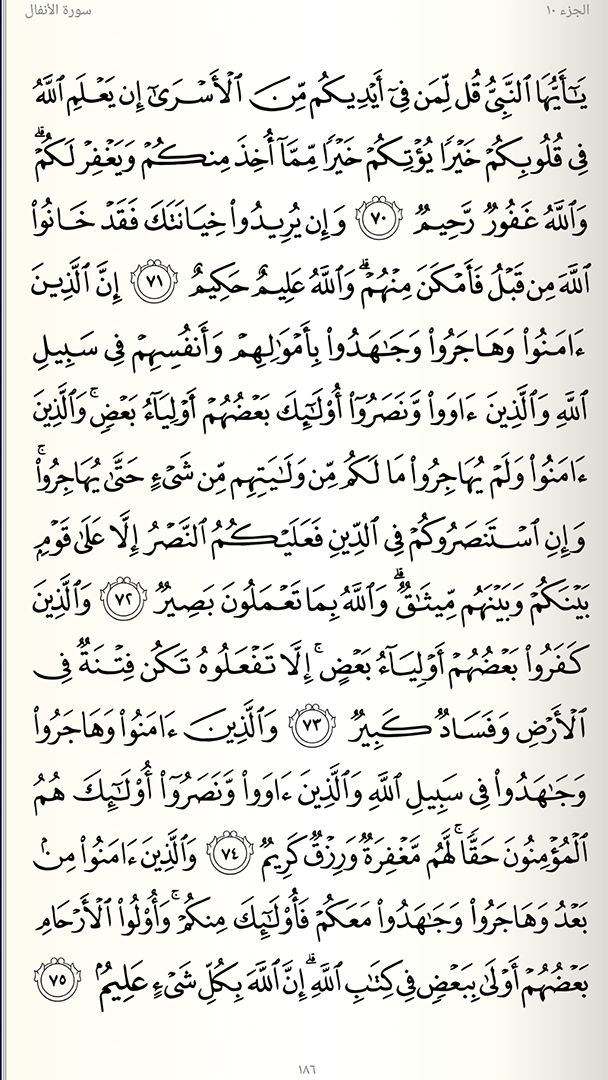 الجزء ١٠
سورة الأنفال
يَـٰٓأَيُّهَا ٱلنَّبِىُّ قُل لِّمَن فِىٓ أَيْدِيكُم مِّنَ ٱلْأَسْرَىٰٓ إِن يَعْلَمِ ٱللَّهُ
فِى قُلُوبِكُمْ خَيْرًا يُؤْتِكُمْ خَيْرًا مِّمَّآ أُخِذَ مِنكُمْ وَيَغْفِرْ لَكُمْ ۗ
وَٱللَّهُ غَفُورٌ رَّحِيمٌ ٧٠ وَإِن يُرِيدُوا۟ خِيَانَتَكَ فَقَدْ خَانُوا۟
ٱللَّهَ مِن قَبْلُ فَأَمْكَنَ مِنْهُمْ ۗ وَٱللَّهُ عَلِيمٌ حَكِيمٌ ٧١ إِنَّ ٱلَّذِينَ
ءَامَنُوا۟ وَهَاجَرُوا۟ وَجَـٰهَدُوا۟ بِأَمْوَٰلِهِمْ وَأَنفُسِهِمْ فِى سَبِيلِ
ٱللَّهِ وَٱلَّذِينَ ءَاوَوا۟ وَّنَصَرُوٓا۟ أُو۟لَـٰٓئِكَ بَعْضُهُمْ أَوْلِيَآءُ بَعْضٍ ۚ وَٱلَّذِينَ
ءَامَنُوا۟ وَلَمْ يُهَاجِرُوا۟ مَا لَكُم مِّن وَلَـٰيَتِهِم مِّن شَىْءٍ حَتَّىٰ يُهَاجِرُوا۟ ۚ
وَإِنِ ٱسْتَنصَرُوكُمْ فِى ٱلدِّينِ فَعَلَيْكُمُ ٱلنَّصْرُ إِلَّا عَلَىٰ قَوْمٍۭ
بَيْنَكُمْ وَبَيْنَهُم مِّيثَـٰقٌ ۗ وَٱللَّهُ بِمَا تَعْمَلُونَ بَصِيرٌ ٧٢ وَٱلَّذِينَ
كَفَرُوا۟ بَعْضُهُمْ أَوْلِيَآءُ بَعْضٍ ۚ إِلَّا تَفْعَلُوهُ تَكُن فِتْنَةٌ فِى
ٱلْأَرْضِ وَفَسَادٌ كَبِيرٌ ٧٣ وَٱلَّذِينَ ءَامَنُوا۟ وَهَاجَرُوا۟
وَجَـٰهَدُوا۟ فِى سَبِيلِ ٱللَّهِ وَٱلَّذِينَ ءَاوَوا۟ وَّنَصَرُوٓا۟ أُو۟لَـٰٓئِكَ هُمُ
ٱلْمُؤْمِنُونَ حَقًّا ۚ لَّهُم مَّغْفِرَةٌ وَرِزْقٌ كَرِيمٌ ٧٤ وَٱلَّذِينَ ءَامَنُوا۟ مِنۢ
بَعْدُ وَهَاجَرُوا۟ وَجَـٰهَدُوا۟ مَعَكُمْ فَأُو۟لَـٰٓئِكَ مِنكُمْ ۚ وَأُو۟لُوا۟ ٱلْأَرْحَامِ
بَعْضُهُمْ أَوْلَىٰ بِبَعْضٍ فِى كِتَـٰبِ ٱللَّهِ ۗ إِنَّ ٱللَّهَ بِكُلِّ شَىْءٍ عَلِيمٌۢ ٧٥
١٨٦